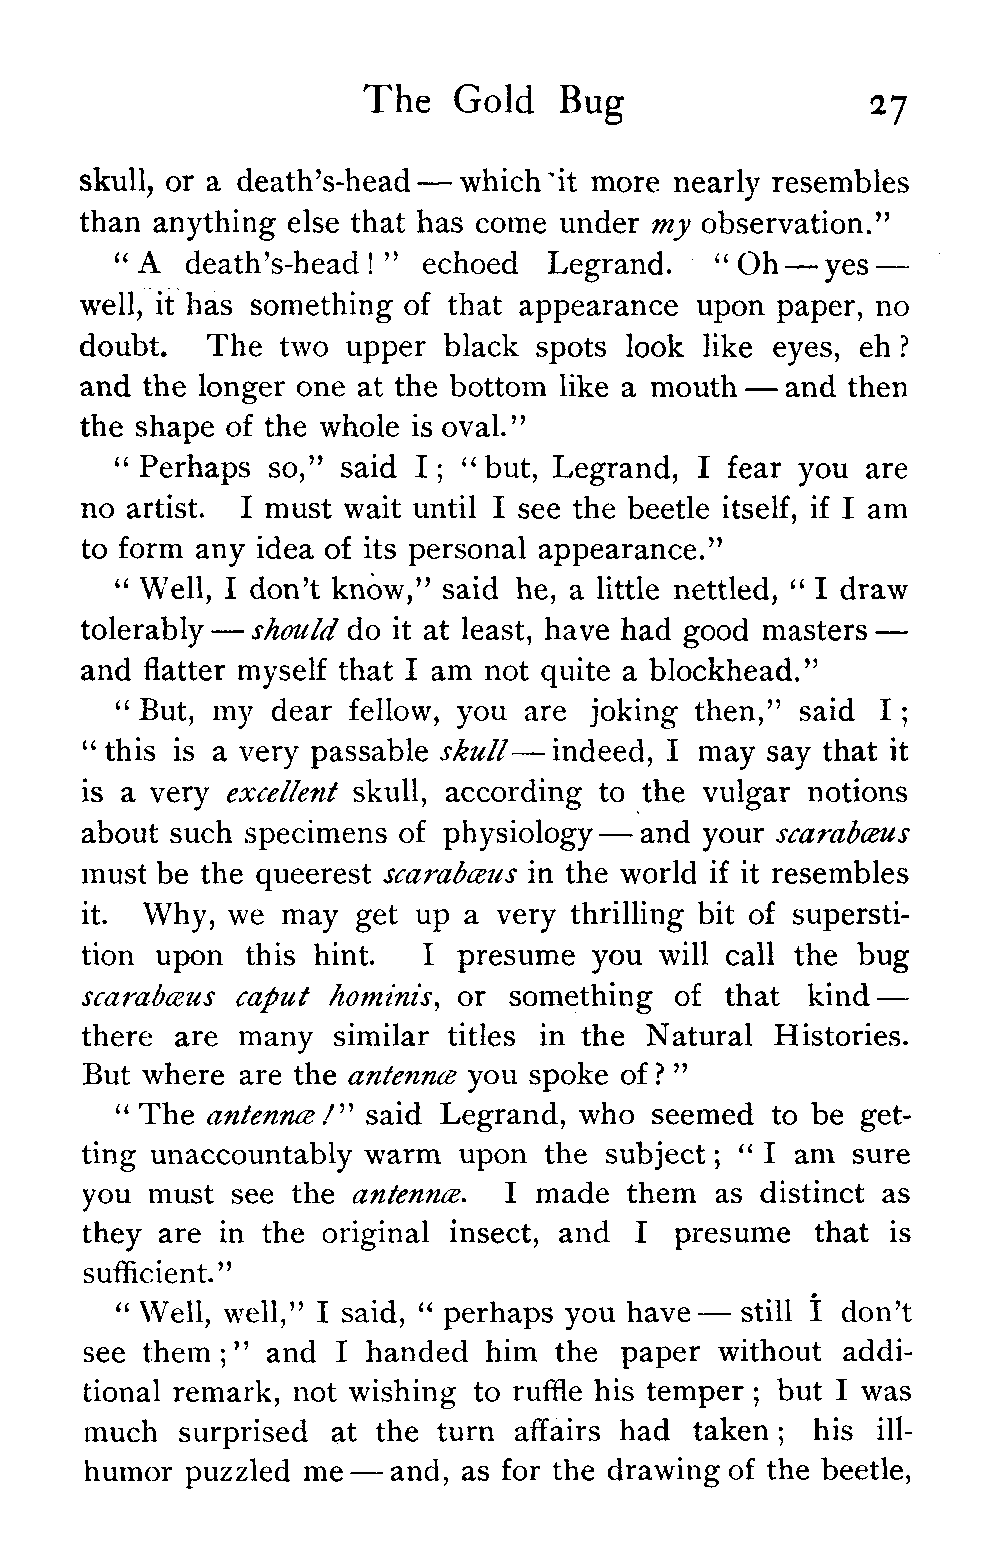 The Gold Bug 27
skull, or a death's-head — which it more nearly resembles
than anything else that has come under my observation."
"A death's-head!" echoed Legrand. "Oh — yes —
well, it has something of that appearance upon paper, no
doubt. The two upper black spots look like eyes, eh?
and the longer one at the bottom like a mouth — and then
the shape of the whole is oval."
"Perhaps so," said I; "but, Legrand, I fear you are
no artist. I must wait until I see the beetle itself, if I am
to form any idea of its personal appearance."
"Well, I don't know," said he, a little nettled, "I draw
tolerably — should do it at least, have had good masters —
and flatter myself that I am not quite a blockhead."
"But, my dear fellow, you are joking then," said I;
"this is a very passable skull — indeed, I may say that it
is a very excellent skull, according to the vulgar notions
about such specimens of physiology — and your scarabœus
must be the queerest scarabœus in the world if it resembles
it. Why, we may get up a very thrilling bit of supersti-
tion upon this hint. I presume you will call the bug
scarabœus caput hominis, or something of that kind —
there are many similar titles in the Natural Histories.
But where are the antennœ you spoke of?"
"The antennœ!" said Legrand, who seemed to be get-
ting unaccountably warm upon the subject; "I am sure
you must see the antennœ. I made them as distinct as
they are in the original insect, and I presume that is
sufficient."
"Well, well," I said, "perhaps you have — still I don't
see them;" and I handed him the paper without addi-
tional remark, not wishing to ruffle his temper; but I was
much surprised at the turn affairs had taken; his ill-
humor puzzled me — and, as for the drawing of the beetle,